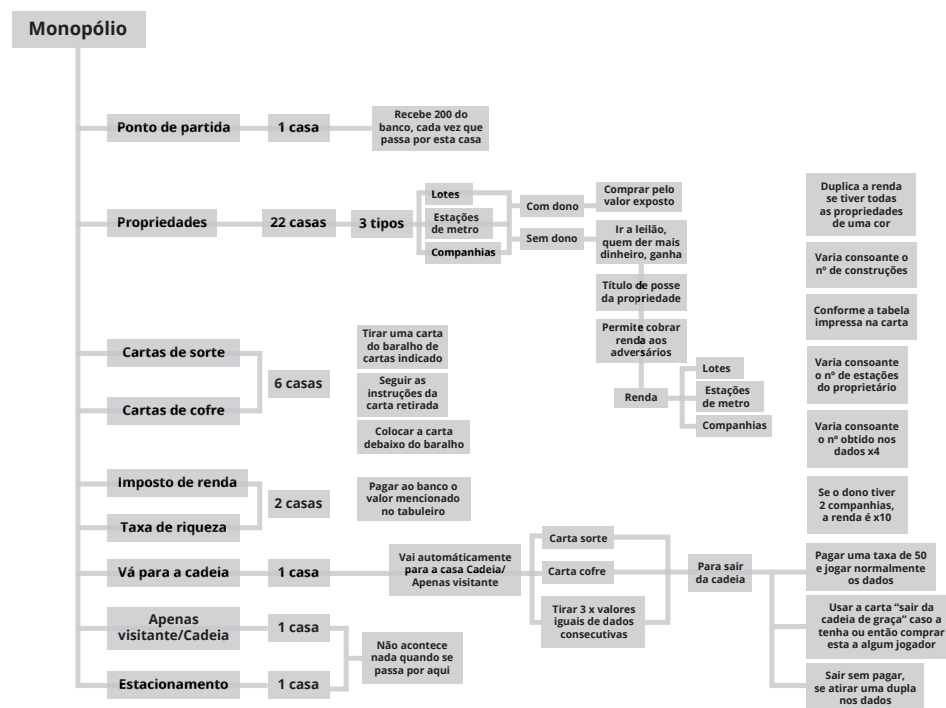 Monopólio
Ponto de partida
1 casa
Recebe 200 do
banco, cada vez que
passa por esta casa
Propriedades
22 casas
3 tipos
Lotes
Estações
de metro
Companhias
Com dono
Sem dono
Comprar pelo
valor exposto
Ir a leilão,
quem der mais
dinheiro, ganha
Título de posse
da propriedade
Permite cobrar
renda aos
adversários
Renda
Lotes
Estações
de metro
Companhias
Duplica a renda
se tiver todas
as propriedades
de uma cor
Varia consoante o
nº de construções
Conforme a tabela
impressa na carta
Varia consoante
o nº de estações
do proprietário
Varia consoante
o nº obtido nos
dados x4
Se o dono tiver
2 companhias,
a renda é x10
Cartas de sorte
Cartas de cofre
6 casas
Tirar uma carta
do baralho de
cartas indicado
Seguir as
instruções da
carta retirada
Colocar a carta
debaixo do baralho
Imposto de renda
Taxa de riqueza
2 casas
Pagar ao banco o
valor mencionado
no tabuleiro
Vá para a cadeia
1 casa
Vai automáticamente
para a casa Cadeia/
Apenas visitante
Carta sorte
Carta cofre
Tirar 3 x valores
iguais de dados
consecutivas
Para sair
da cadeia
Pagar uma taxa de 50
e jogar normalmente
os dados
Usar a carta “sair da
cadeia de graça” caso a
tenha ou então comprar
esta a algum jogador
Sair sem pagar,
se atirar uma dupla
nos dados
Apenas
visitante/Cadeia
1 casa
Estacionamento
1 casa
Não acontece
nada quando se
passa por aqui